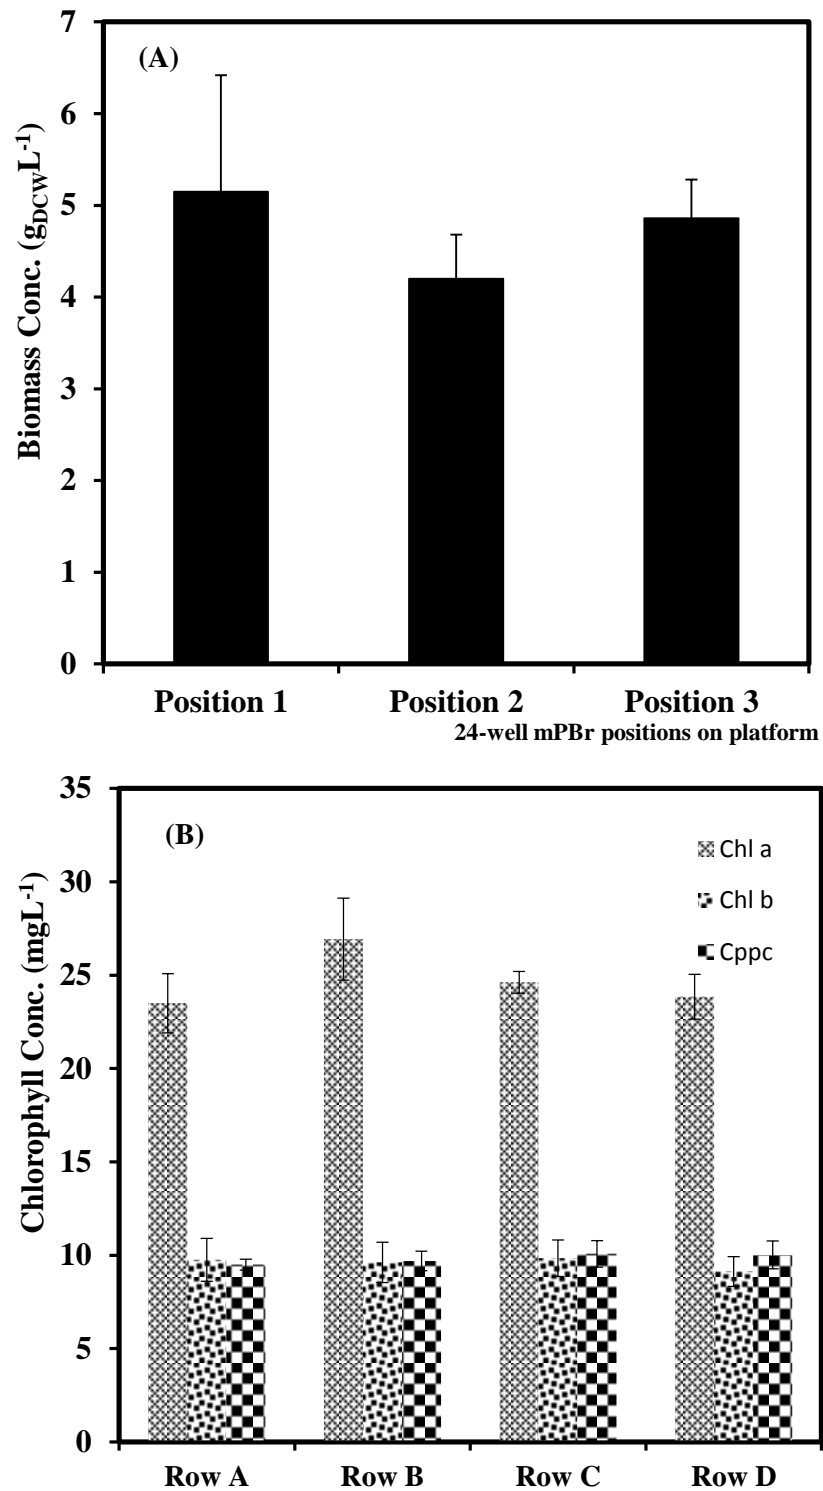 7
(A)
6
5
4
3
2
1
0
Biomass Conc. (g_DCW L^-1)
Position 1 Position 2 Position 3
24-well mPBr positions on platform
35
(B)
Chl a
30
Chl b
Cppc
25
20
15
10
5
0
Chlorophyll Conc. (mgL^-1)
Row A Row B Row C Row D